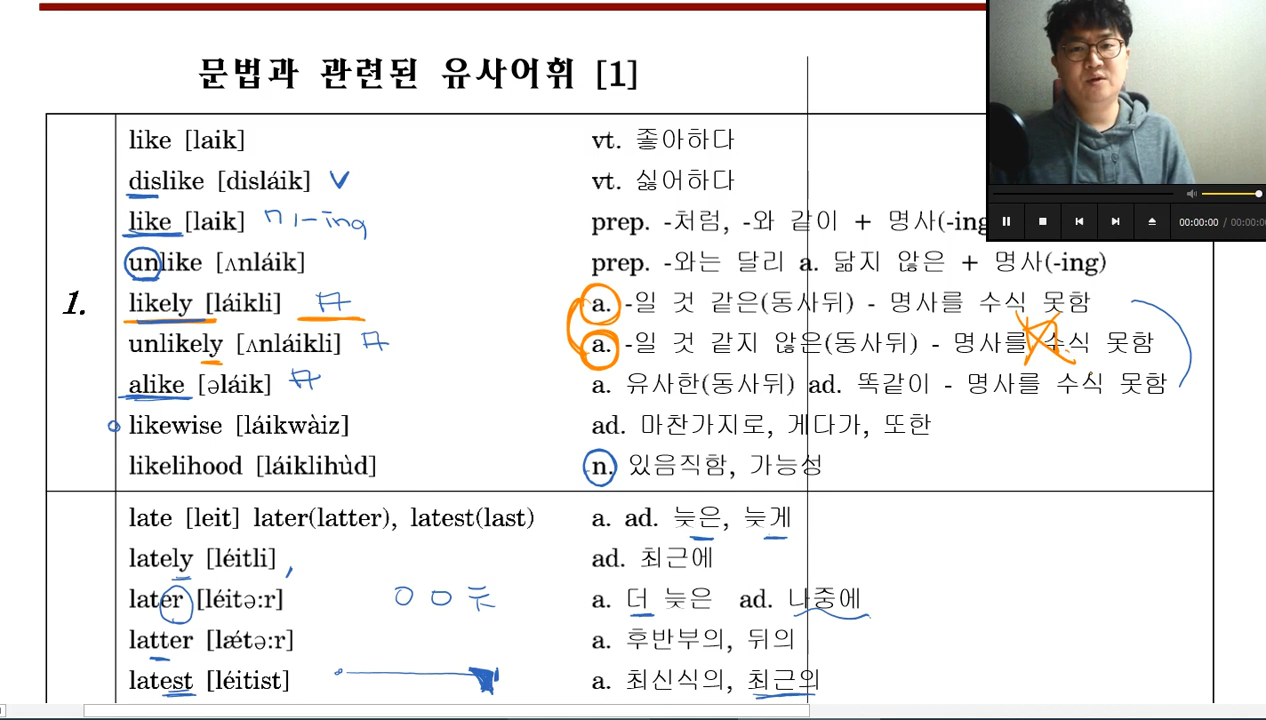 문법과 관련된 유사어휘 [1]
1.
like [laik] vt. 좋아하다
dislike [disláik] V vt. 싫어하다
like [laik] n -ing prep. -처럼, -와 같이 + 명사(-ing
unlike [ʌnláik] prep. -와는 달리 a. 닮지 않은 + 명사(-ing)
likely [láikli] a. -일 것 같은(동사뒤) - 명사를 수식 못함
unlikely [ʌnláikli] a. -일 것 같지 않은(동사뒤) - 명사를 수식 못함
alike [əláik] a. 유사한(동사뒤) ad. 똑같이 - 명사를 수식 못함
likewise [láikwàiz] ad. 마찬가지로, 게다가, 또한
likelihood [láiklihùd] n. 있음직함, 가능성
late [leit] later(latter), latest(last) a. ad. 늦은, 늦게
lately [léitli] ad. 최근에
later [léitə:r] a. 더 늦은 ad. 나중에
latter [lǽtə:r] a. 후반부의, 뒤의
latest [léitist] a. 최신식의, 최근의
00:00:00 / 00:00:0